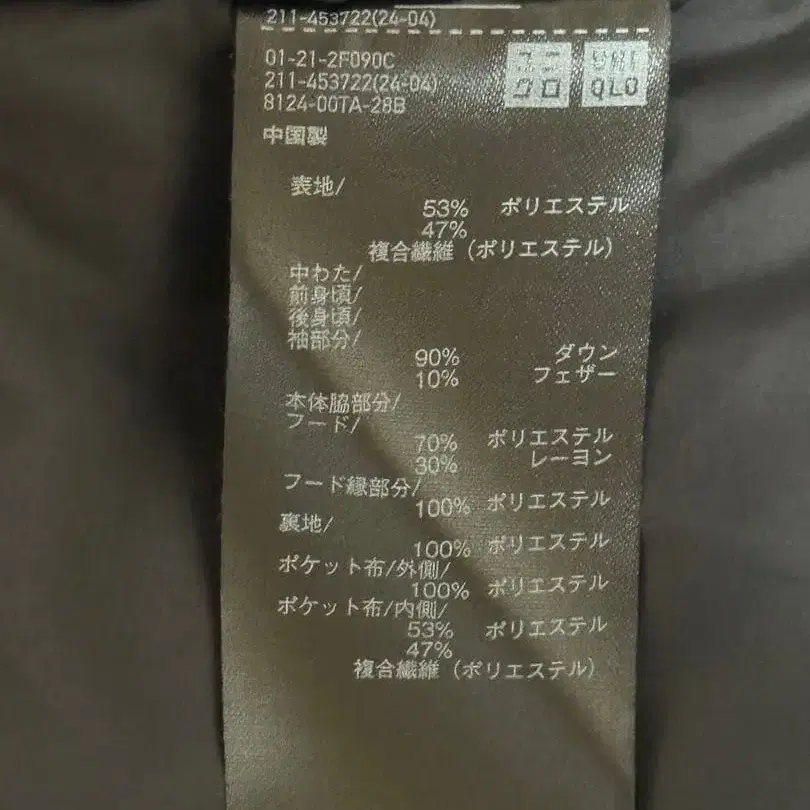 211-453722(24-04)
01-21-2F090C
211-453722(24-04)
8124-00TA-28B
ユニ
クロ
UNI
QLO
中国製
表地/
53% ポリエステル
47%
複合繊維 (ポリエステル)
中わた/
前身頃/
後身頃/
袖部分/
90% ダウン
10% フェザー
本体脇部分/
フード/
70% ポリエステル
30% レーヨン
フード縁部分/
100% ポリエステル
裏地/
100% ポリエステル
ポケット布/外側/
100% ポリエステル
ポケット布/内側/
53% ポリエステル
47%
複合繊維 (ポリエステル)